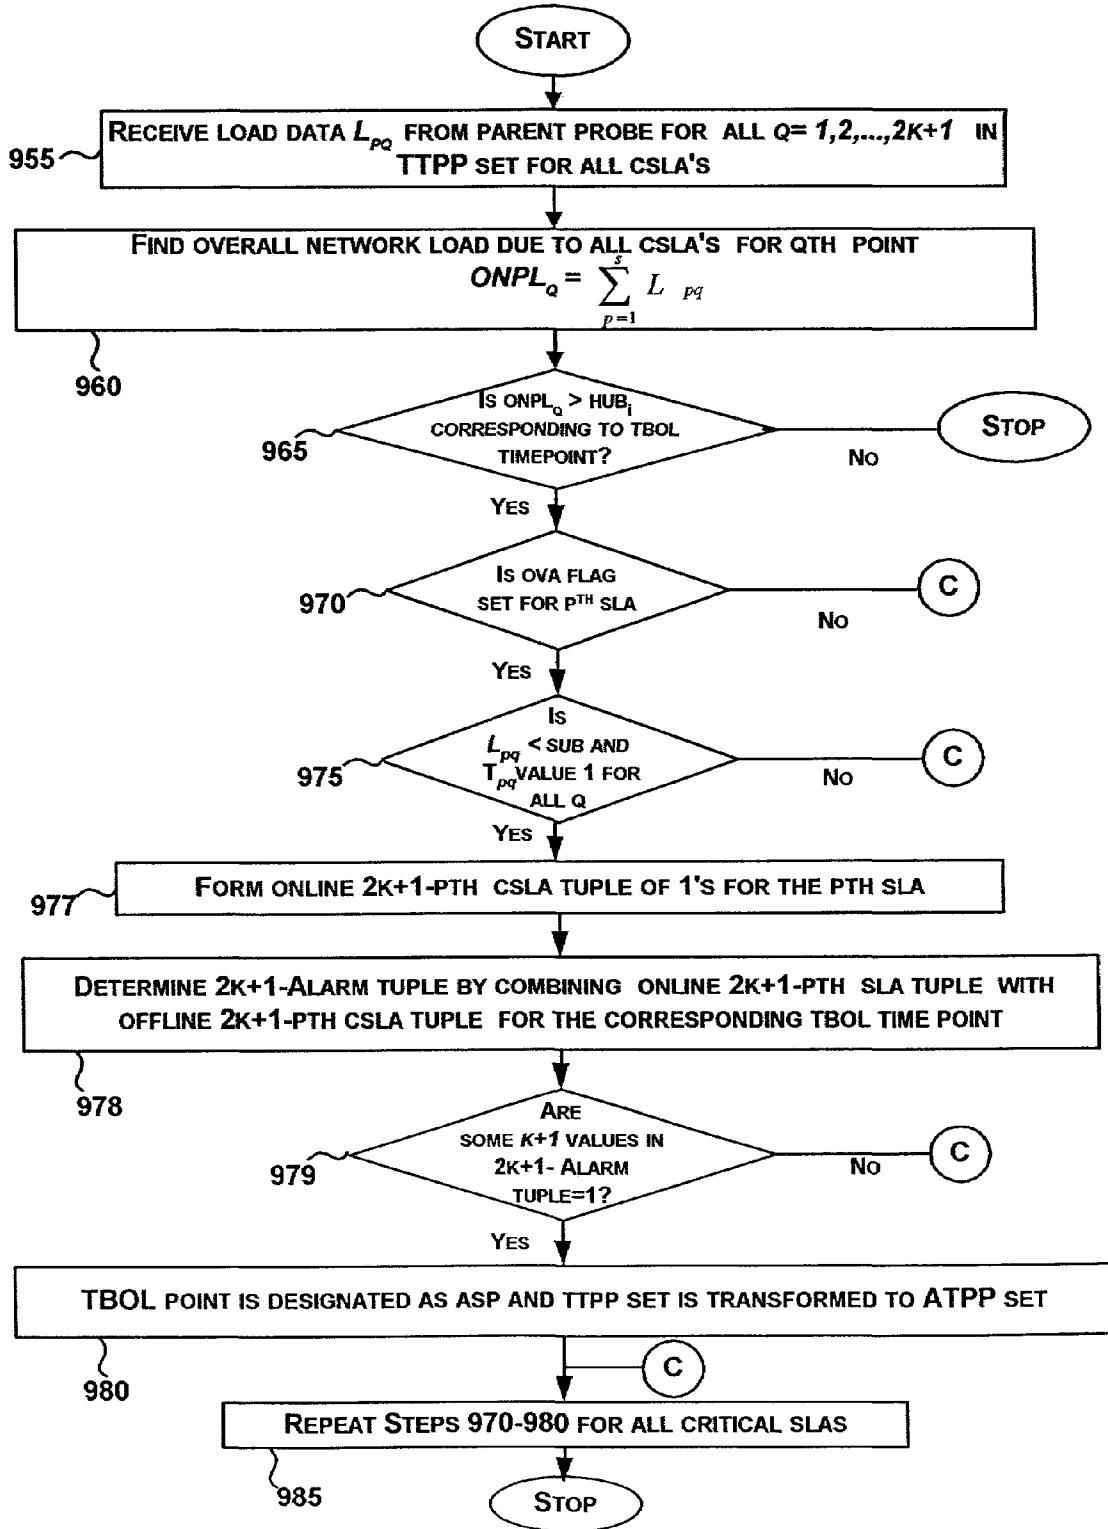 START
RECEIVE LOAD DATA L_PQ FROM PARENT PROBE FOR ALL Q= 1,2,...,2K+1 IN
TTPP SET FOR ALL CSLA'S
955
FIND OVERALL NETWORK LOAD DUE TO ALL CSLA'S FOR QTH POINT
ONPL_Q = \sum_{p=1}^{s} L_{pq}
960
IS ONPL_Q > HUB_i
CORRESPONDING TO TBOL
TIMEPOINT?
965
NO
STOP
YES
IS OVA FLAG
SET FOR P^TH SLA
970
NO
C
YES
IS
L_pq < SUB AND
T_pq VALUE 1 FOR
ALL Q
975
NO
C
YES
FORM ONLINE 2K+1-PTH CSLA TUPLE OF 1'S FOR THE PTH SLA
977
DETERMINE 2K+1-ALARM TUPLE BY COMBINING ONLINE 2K+1-PTH SLA TUPLE WITH
OFFLINE 2K+1-PTH CSLA TUPLE FOR THE CORRESPONDING TBOL TIME POINT
978
ARE
SOME K+1 VALUES IN
2K+1- ALARM
TUPLE=1?
979
NO
C
YES
TBOL POINT IS DESIGNATED AS ASP AND TTPP SET IS TRANSFORMED TO ATPP SET
980
C
REPEAT STEPS 970-980 FOR ALL CRITICAL SLAS
985
STOP